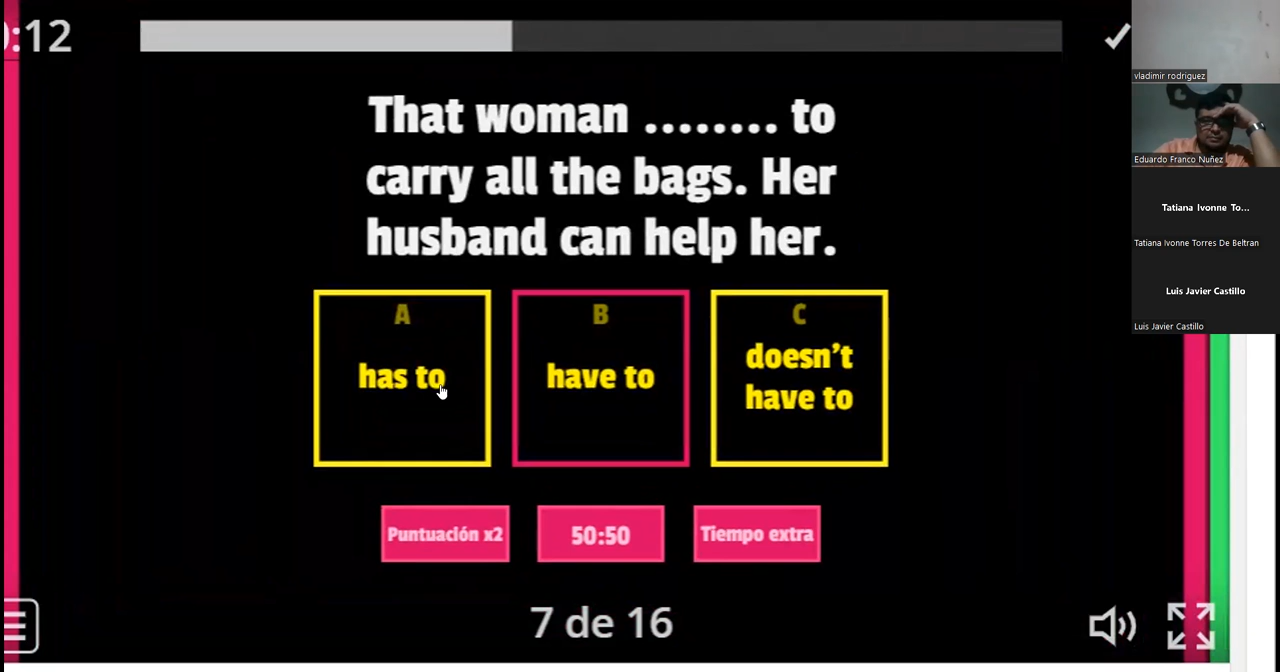 :12
vladimir rodriguez
That woman ........ to
carry all the bags. Her
husband can help her.
Eduardo Franco Nuñez
Tatiana Ivonne To...
Tatiana Ivonne Torres De Beltran
Luis Javier Castillo
Luis Javier Castillo
A
has to
B
have to
C
doesn't
have to
Puntuación x2
50:50
Tiempo extra
7 de 16